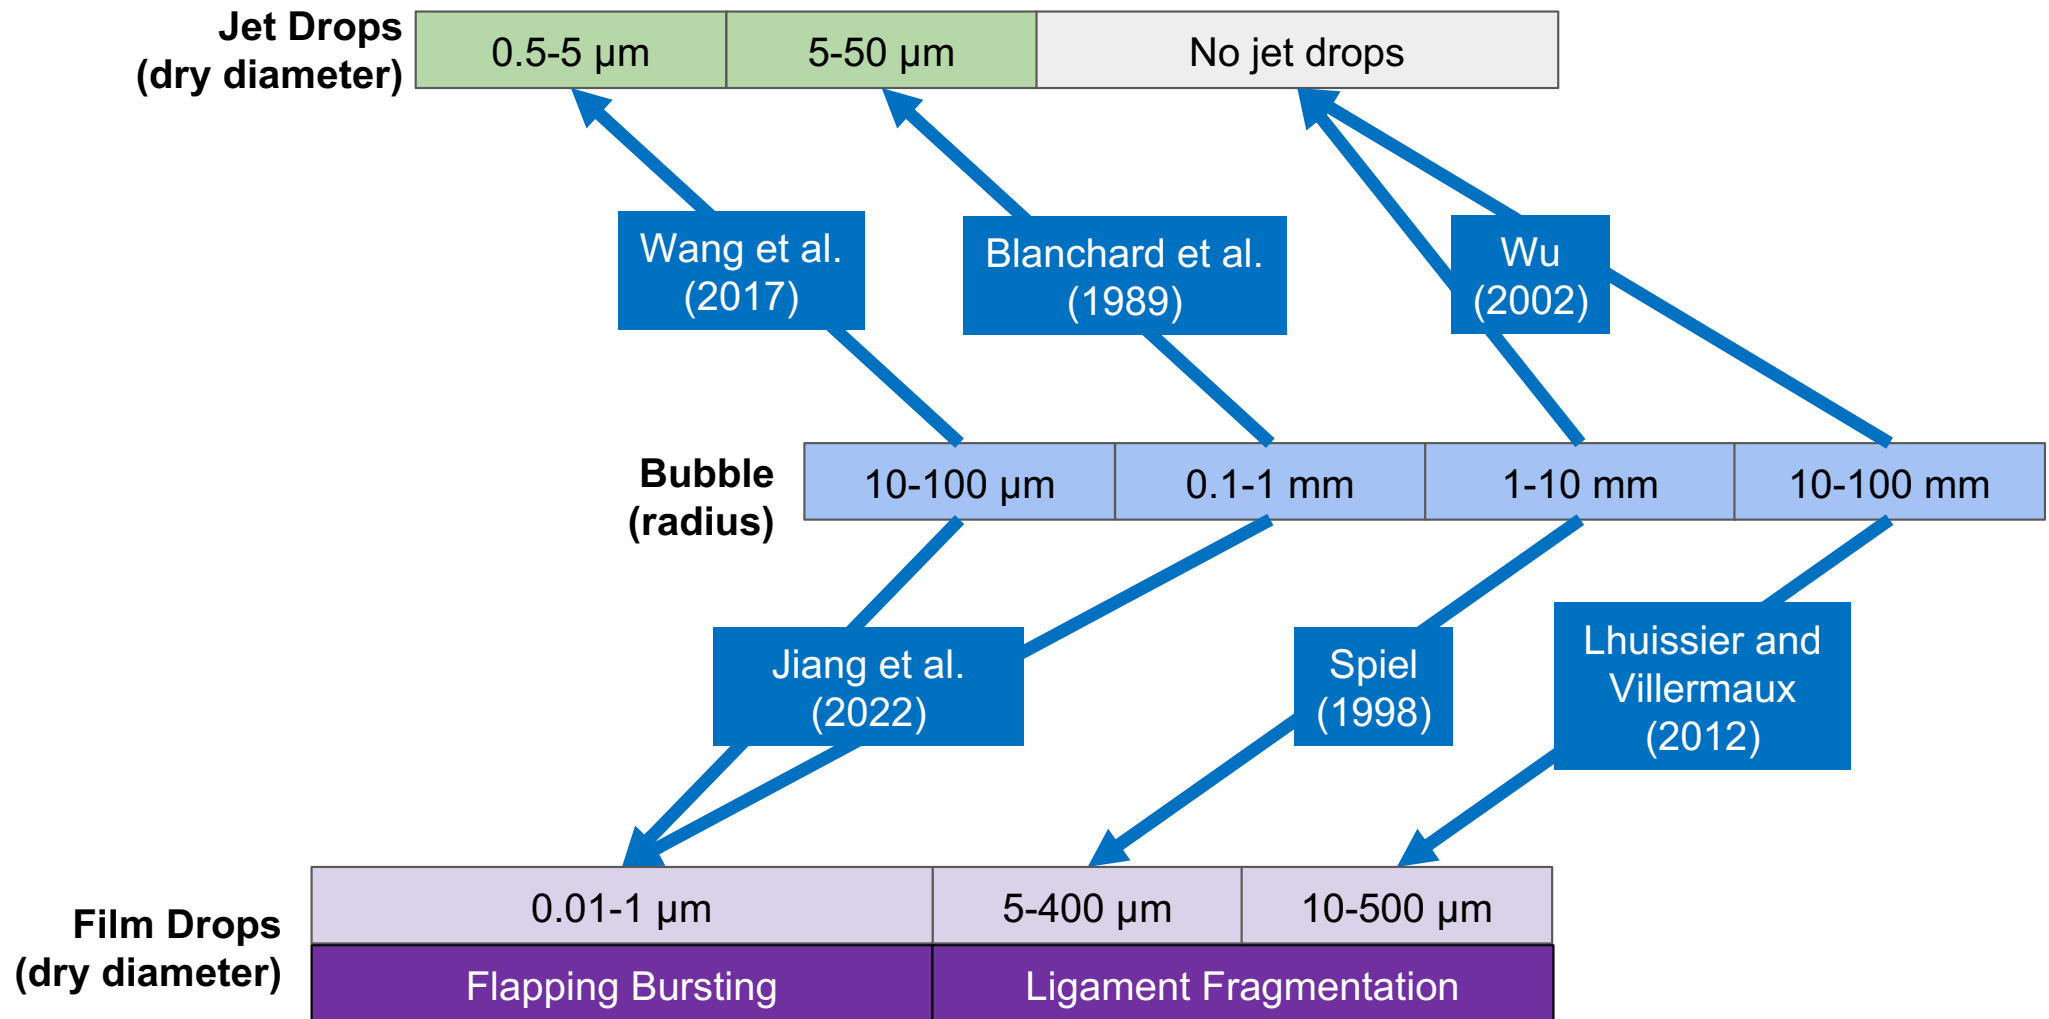 Jet Drops
(dry diameter)
0.5-5 µm
5-50 µm
No jet drops
Wang et al.
(2017)
Blanchard et al.
(1989)
Wu
(2002)
Bubble
(radius)
10-100 µm
0.1-1 mm
1-10 mm
10-100 mm
Jiang et al.
(2022)
Spiel
(1998)
Lhuissier and
Villermaux
(2012)
Film Drops
(dry diameter)
0.01-1 µm
5-400 µm
10-500 µm
Flapping Bursting
Ligament Fragmentation